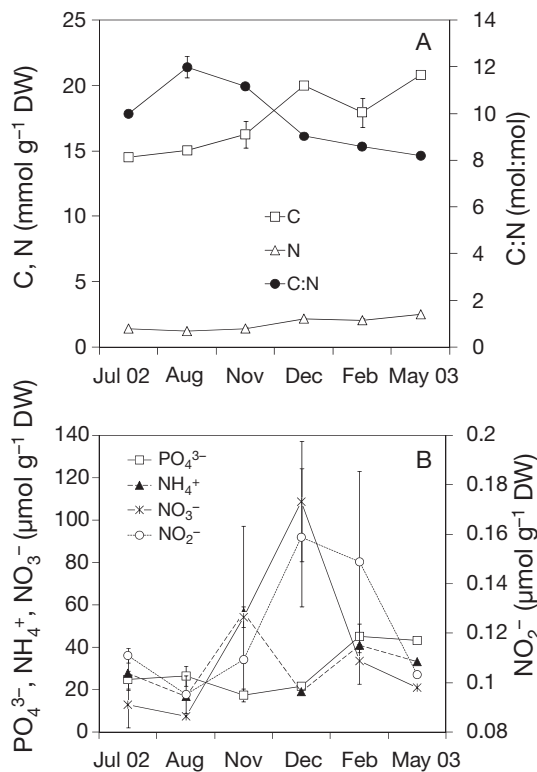 A
C, N (mmol g⁻¹ DW)
25
20
15
10
5
0
C:N (mol:mol)
14
12
10
8
6
4
2
0
C
N
C:N
Jul 02 Aug Nov Dec Feb May 03
B
PO₄³⁻, NH₄⁺, NO₃⁻ (µmol g⁻¹ DW)
140
120
100
80
60
40
20
0
NO₂⁻ (µmol g⁻¹ DW)
0.2
0.18
0.16
0.14
0.12
0.1
0.08
PO₄³⁻
NH₄⁺
NO₃⁻
NO₂⁻
Jul 02 Aug Nov Dec Feb May 03